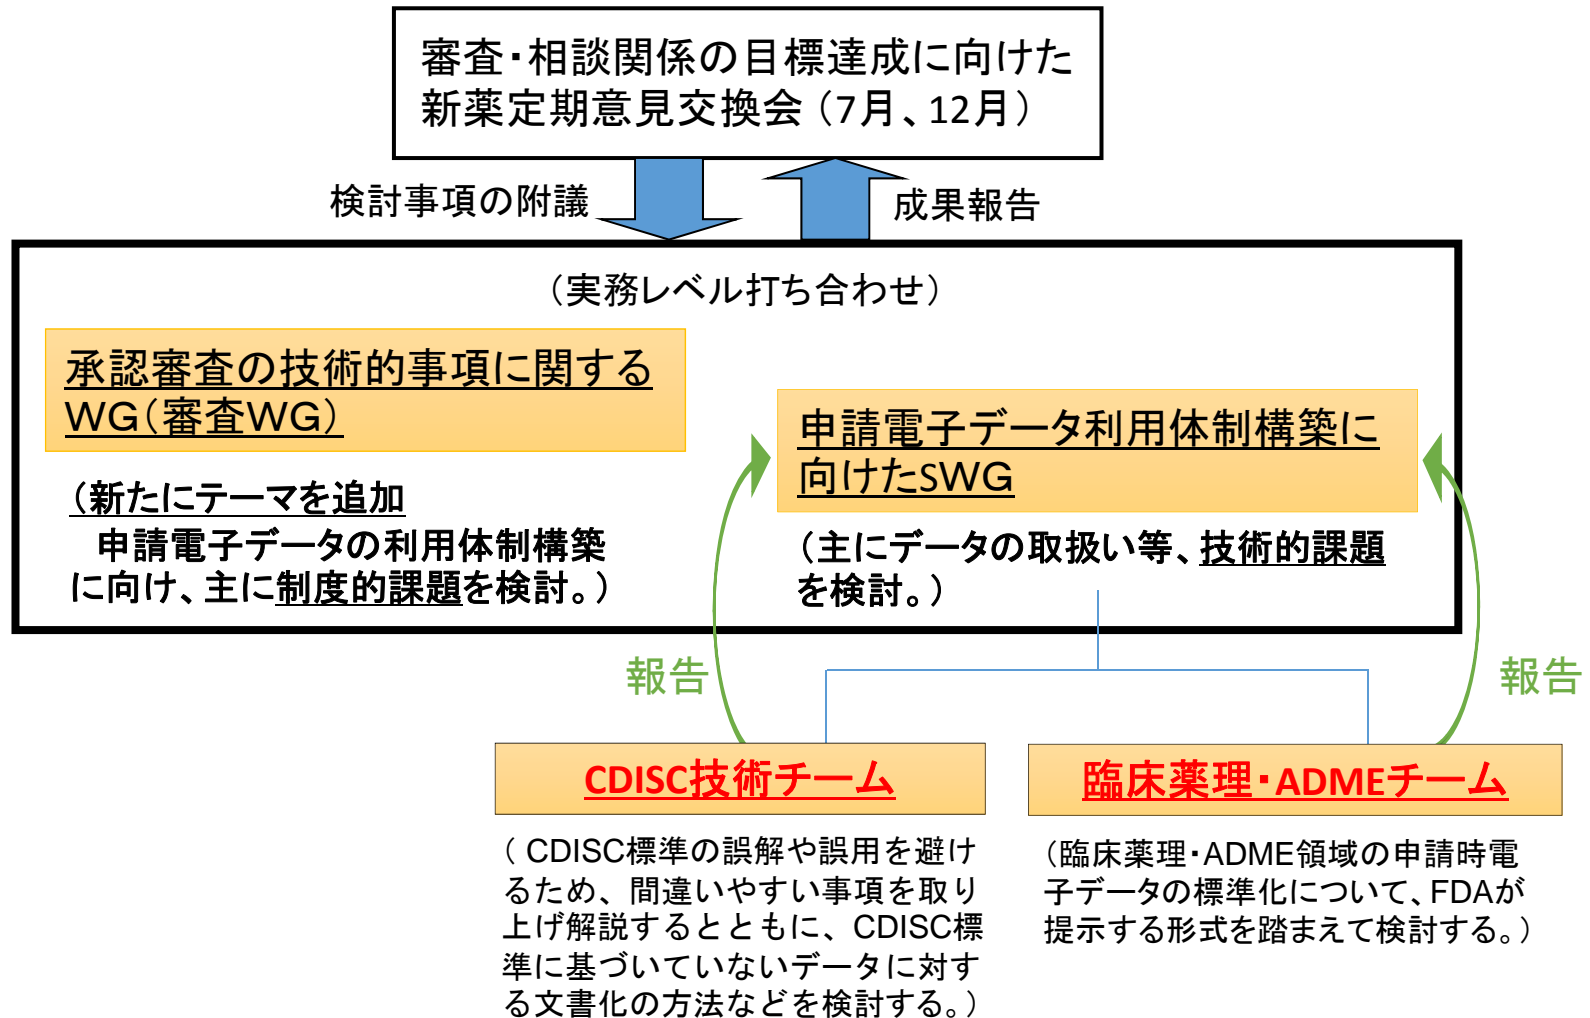 審査・相談関係の目標達成に向けた
新薬定期意見交換会（7月、12月）
検討事項の附議
成果報告
（実務レベル打ち合わせ）
承認審査の技術的事項に関する
WG（審査WG）
（新たにテーマを追加
申請電子データの利用体制構築
に向け、主に制度的課題を検討。）
申請電子データ利用体制構築に
向けたSWG
（主にデータの取扱い等、技術的課題
を検討。）
報告
報告
CDISC技術チーム
（ CDISC標準の誤解や誤用を避け
るため、間違いやすい事項を取り
上げ解説するとともに、CDISC標
準に基づいていないデータに対す
る文書化の方法などを検討する。）
臨床薬理・ADMEチーム
（臨床薬理・ADME領域の申請時電
子データの標準化について、FDAが
提示する形式を踏まえて検討する。）